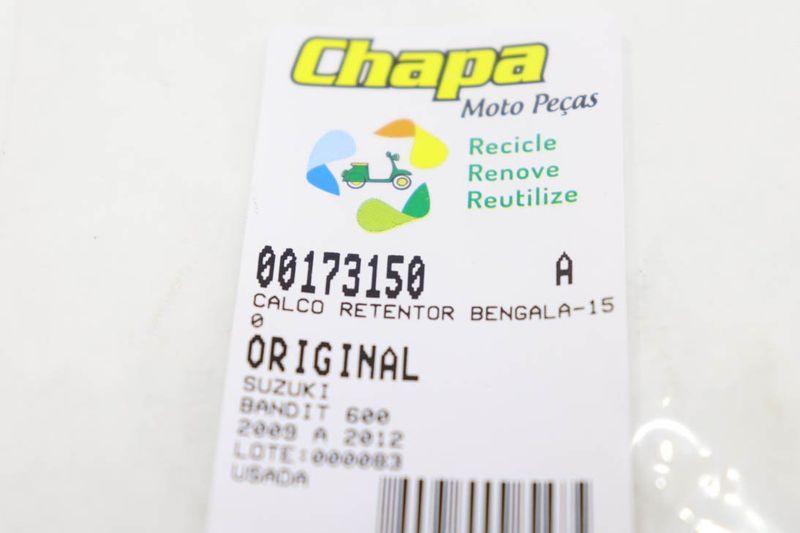 Chapa
Moto Peças
Recicle
Renove
Reutilize
00173150 A
CALCO RETENTOR BENGALA-15
0
ORIGINAL
SUZUKI
BANDIT 600
2009 A 2012
LOTE:000083
USADA